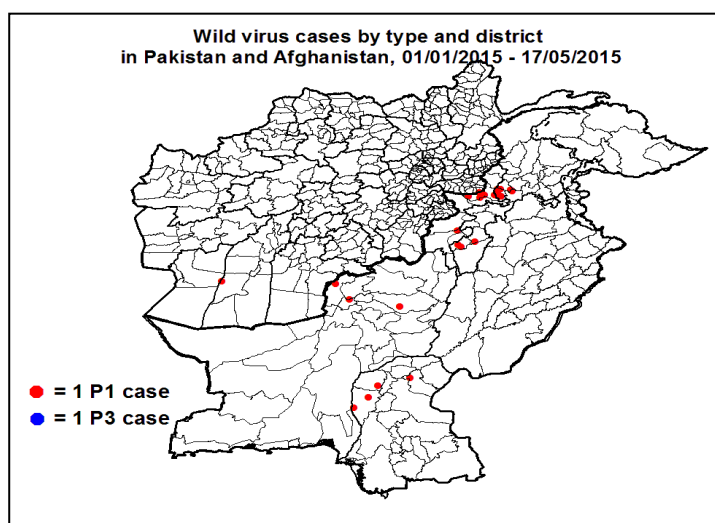 Wild virus cases by type and district
in Pakistan and Afghanistan, 01/01/2015 - 17/05/2015
= 1 P1 case
= 1 P3 case